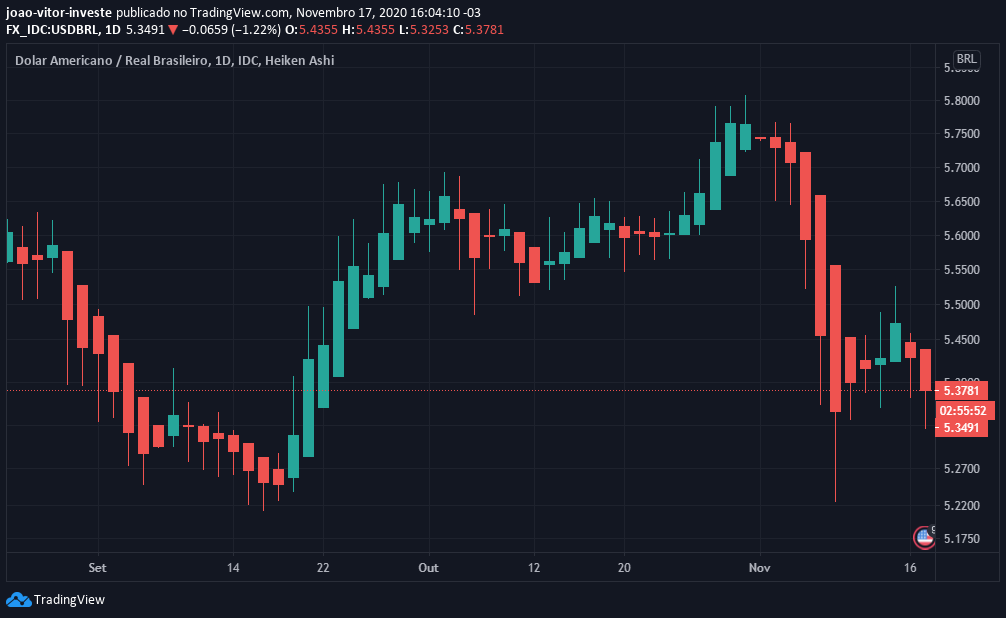 joao-vitor-investe publicado no TradingView.com, Novembro 17, 2020 16:04:10 -03
FX_IDC:USDBRL, 1D 5.3491 ▼ −0.0659 (−1.22%) O:5.4355 H:5.4355 L:5.3253 C:5.3781
Dolar Americano / Real Brasileiro, 1D, IDC, Heiken Ashi
BRL
5.8000
5.7500
5.7000
5.6500
5.6000
5.5500
5.5000
5.4500
5.3781
02:55:52
5.3491
5.2700
5.2200
5.1750
Set
14
22
Out
12
20
Nov
16
TradingView